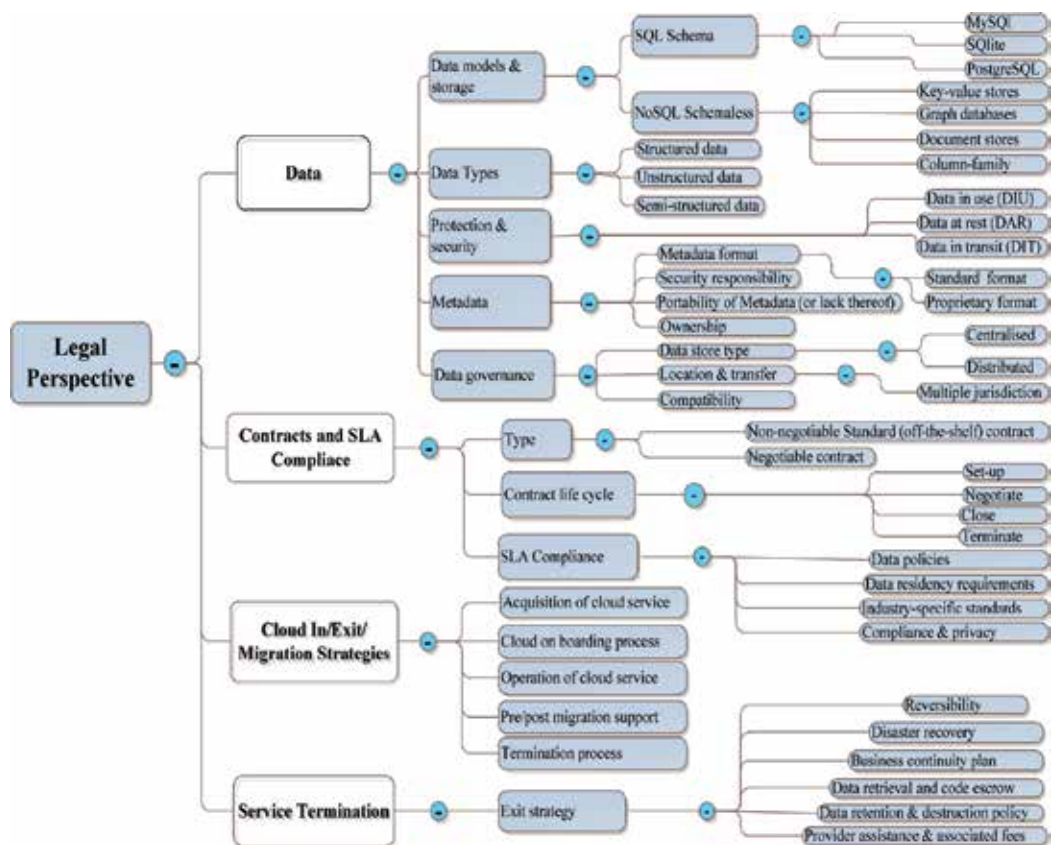 Legal
Perspective
Data
Data models &
storage
SQL Schema
MySQl
SQlite
PostgreSQL
NoSQL Schemaless
Key-value stores
Graph databases
Document stores
Column-family
Data Types
Structured data
Unstructured data
Semi-structured data
Protection &
security
Data in use (DIU)
Data at rest (DAR)
Data in transit (DIT)
Metadata
Metadata format
Standard format
Proprietary format
Security responsibility
Portability of Metadata (or lack thereof)
Ownership
Data governance
Data store type
Centralised
Distributed
Location & transfer
Multiple jurisdiction
Compatibility
Contracts and SLA
Compliace
Type
Non-negotiable Standard (off-the-shelf) contract
Negotiable contract
Contract life cycle
Set-up
Negotiate
Close
Terminate
SLA Compliance
Data policies
Data residency requirements
Industry-specific standards
Compliance & privacy
Cloud In/Exit/
Migration Strategies
Acquisition of cloud service
Cloud on boarding process
Operation of cloud service
Pre/post migration support
Termination process
Service Termination
Exit strategy
Reversibility
Disaster recovery
Business continuity plan
Data retrieval and code escrow
Data retention & destruction policy
Provider assistance & associated fees